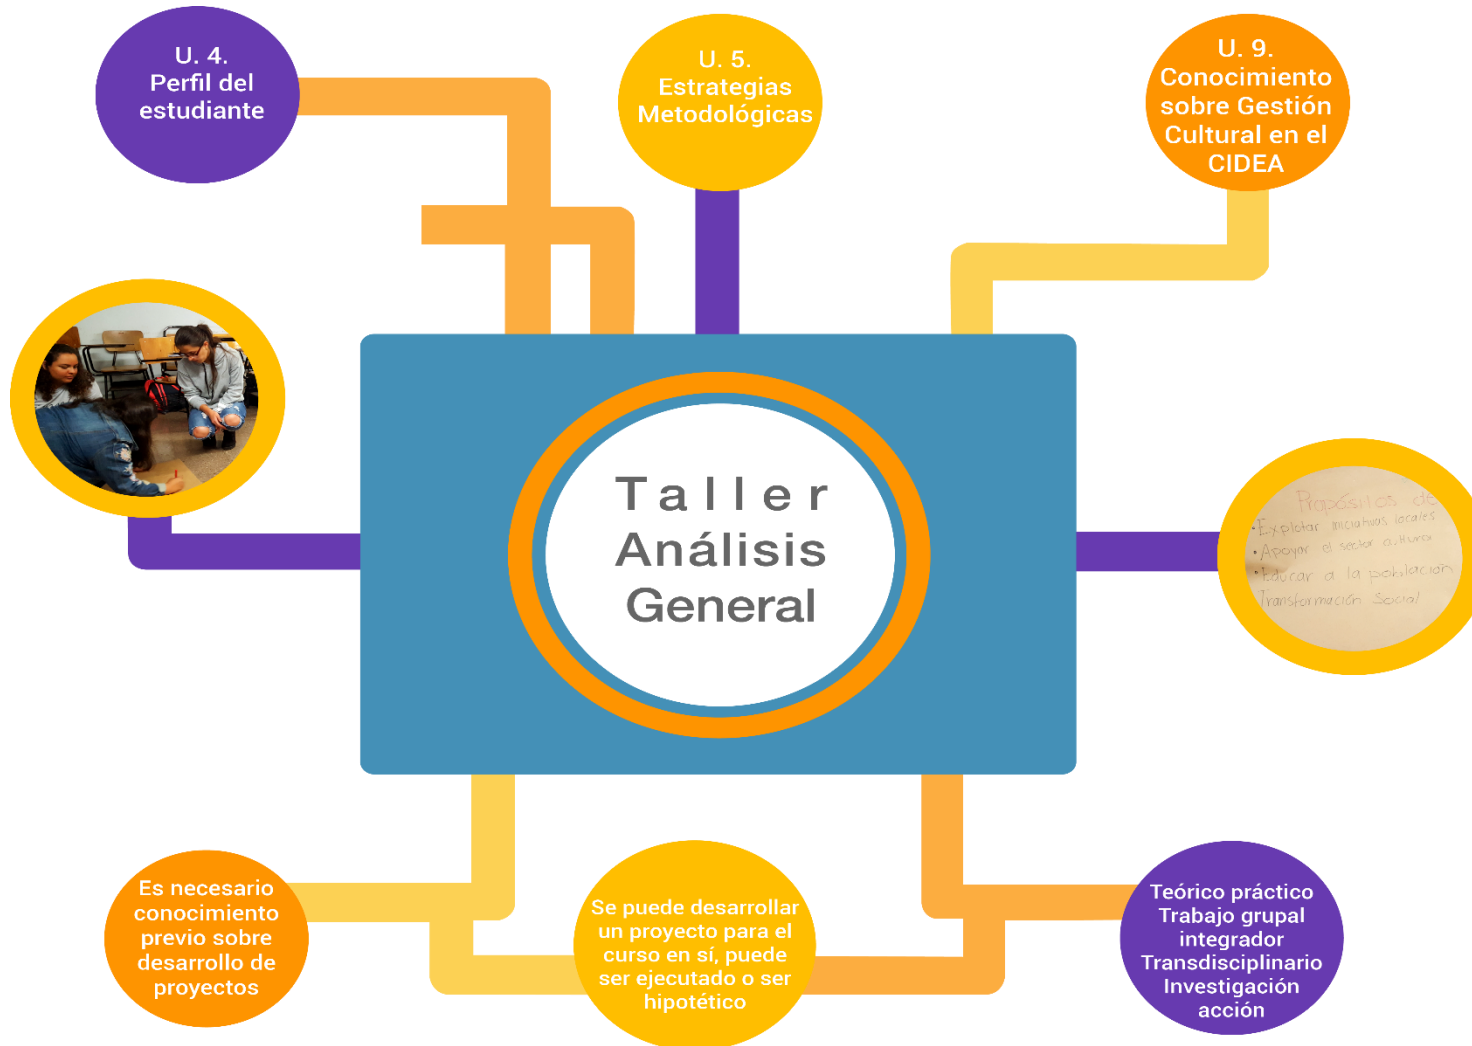 U. 4.
Perfil del
estudiante
U. 5.
Estrategias
Metodológicas
U. 9.
Conocimiento
sobre Gestión
Cultural en el
CIDEA
Taller
Análisis
General
Propósitos de
• Explotar iniciativas locales
• Apoyar el sector cultura
• Educar a la población
Transformación Social
Es necesario
conocimiento
previo sobre
desarrollo de
proyectos
Se puede desarrollar
un proyecto para el
curso en sí, puede
ser ejecutado o ser
hipotético
Teórico práctico
Trabajo grupal
integrador
Transdisciplinario
Investigación
acción